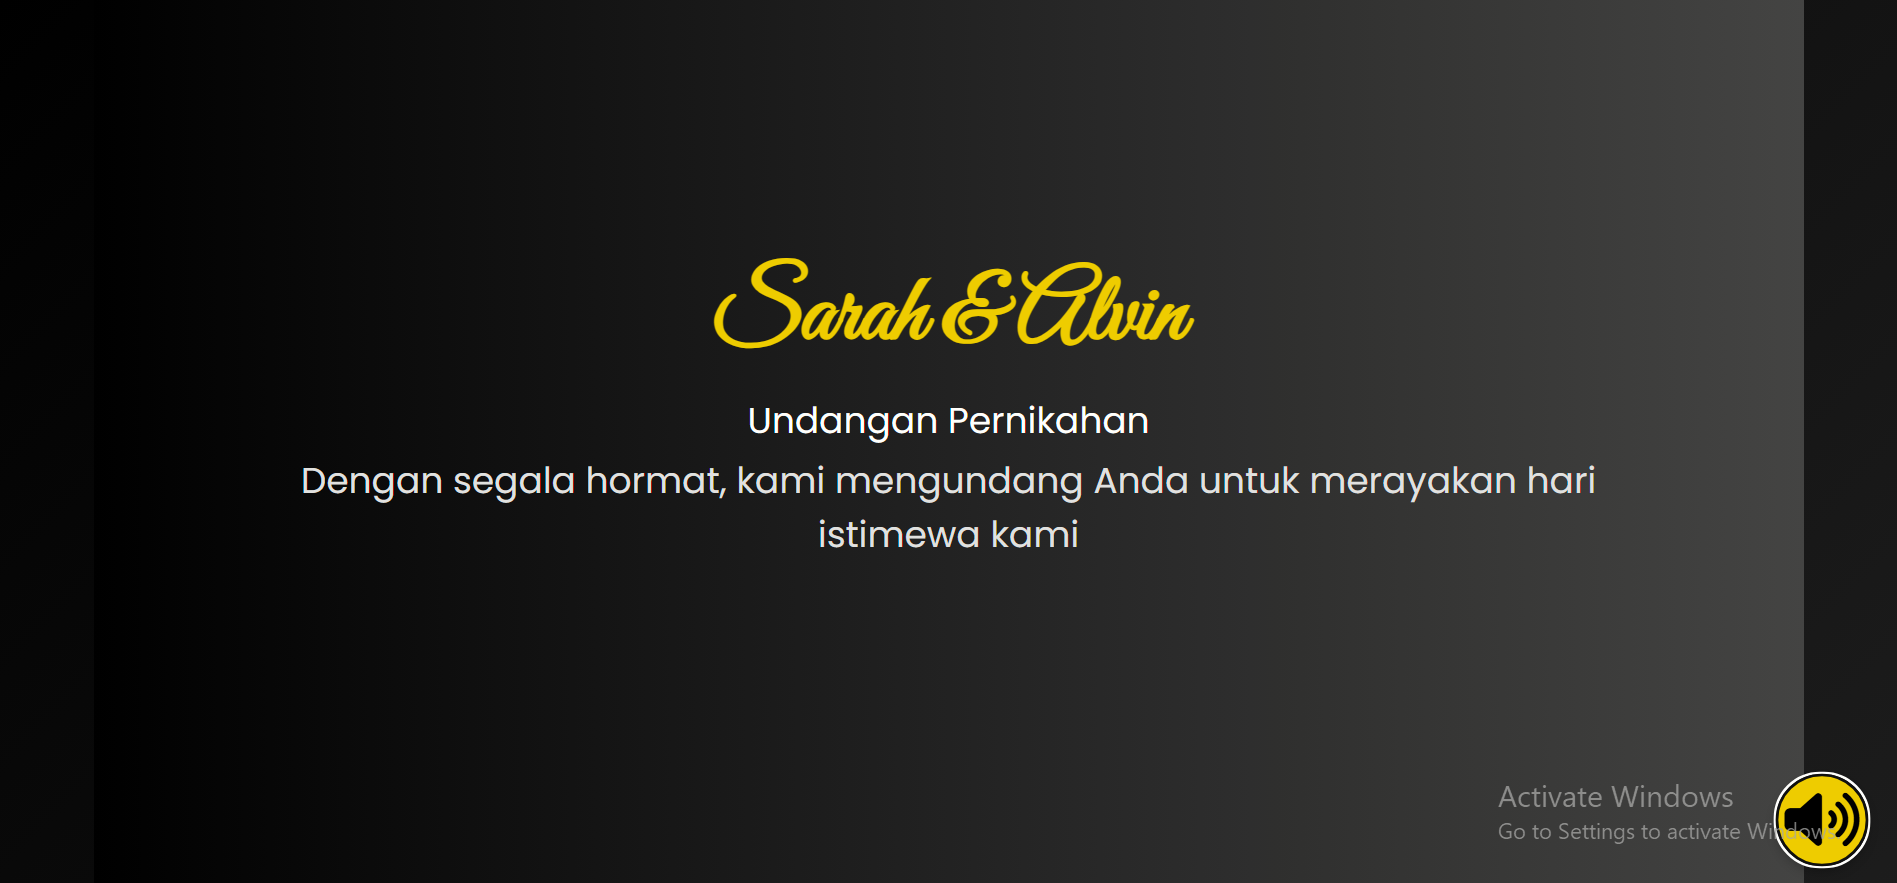 Sarah & Alvin
Undangan Pernikahan
Dengan segala hormat, kami mengundang Anda untuk merayakan hari
istimewa kami
Activate Windows
Go to Settings to activate Windows.